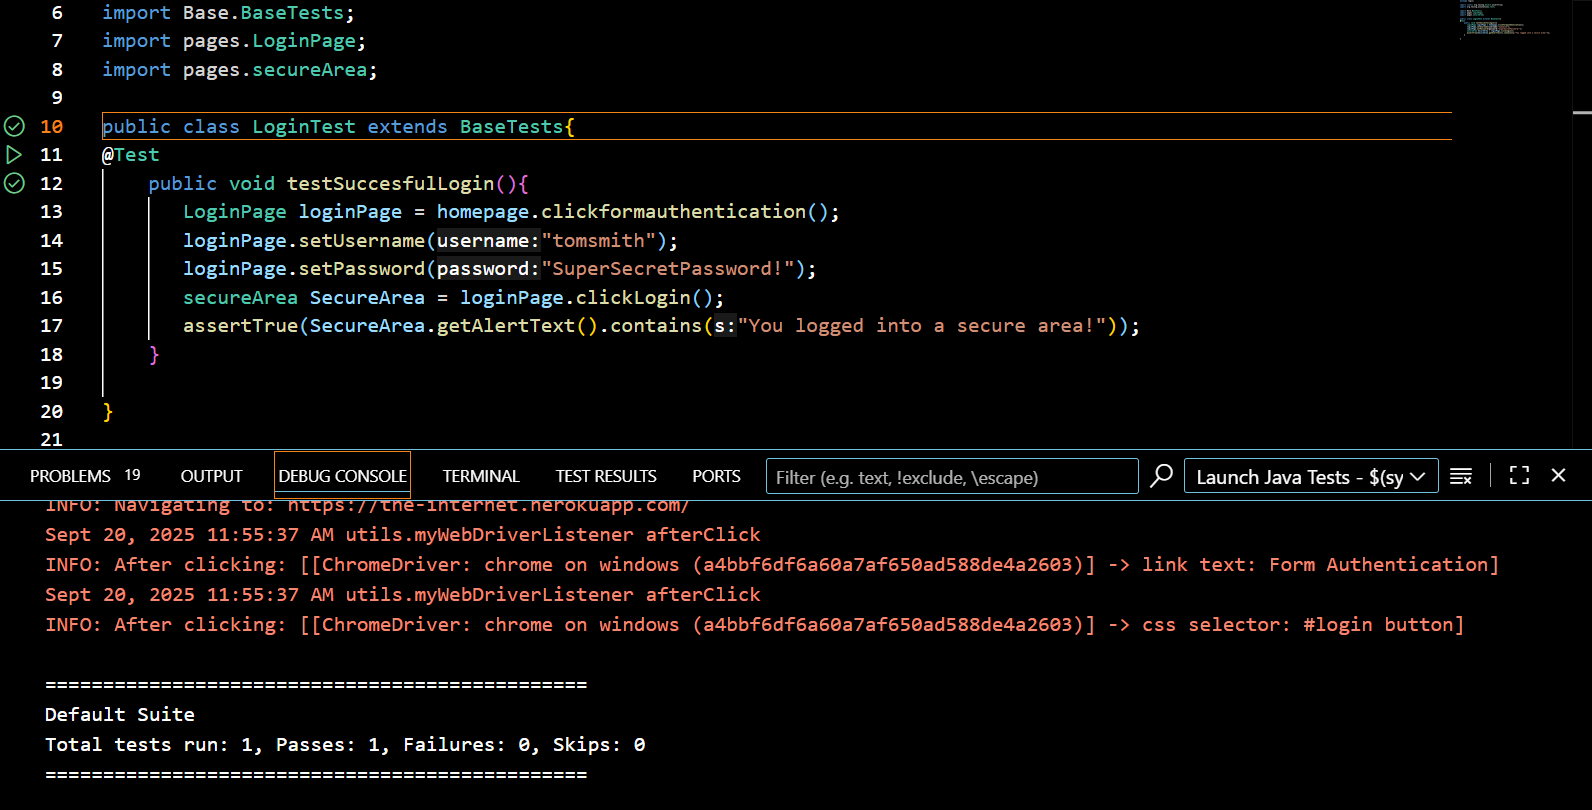 6 import Base.BaseTests;
7 import pages.LoginPage;
8 import pages.secureArea;
9
10 public class LoginTest extends BaseTests{
11 @Test
12 public void testSuccesfulLogin(){
13 LoginPage loginPage = homepage.clickformauthentication();
14 loginPage.setUsername(username:"tomsmith");
15 loginPage.setPassword(password:"SuperSecretPassword!");
16 secureArea SecureArea = loginPage.clickLogin();
17 assertTrue(SecureArea.getAlertText().contains(s:"You logged into a secure area!"));
18 }
19
20 }
21
PROBLEMS 19 OUTPUT DEBUG CONSOLE TERMINAL TEST RESULTS PORTS Filter (e.g. text, !exclude, \escape) Launch Java Tests - $(sy
INFO: Navigating to: https://the-internet.herokuapp.com/
Sept 20, 2025 11:55:37 AM utils.myWebDriverListener afterClick
INFO: After clicking: [[ChromeDriver: chrome on windows (a4bbf6df6a60a7af650ad588de4a2603)] -> link text: Form Authentication]
Sept 20, 2025 11:55:37 AM utils.myWebDriverListener afterClick
INFO: After clicking: [[ChromeDriver: chrome on windows (a4bbf6df6a60a7af650ad588de4a2603)] -> css selector: #login button]
===============================================
Default Suite
Total tests run: 1, Passes: 1, Failures: 0, Skips: 0
===============================================